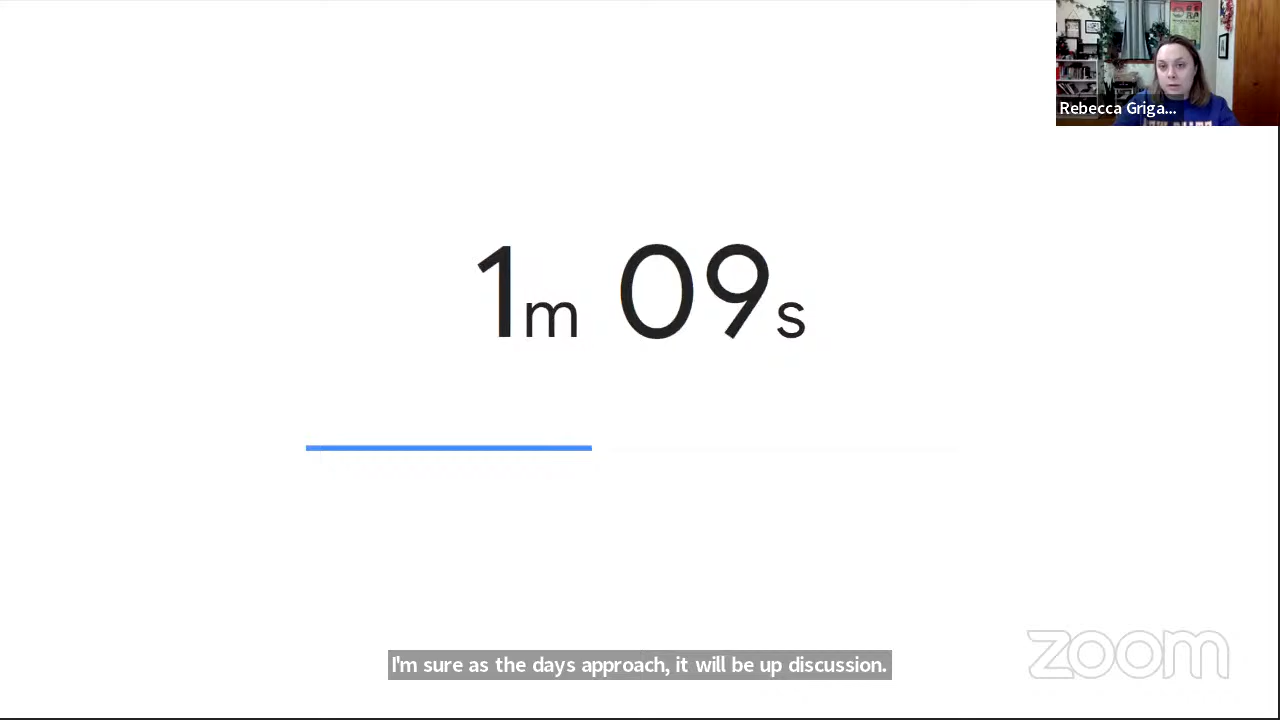 Rebecca Griga...
1m 09s
I'm sure as the days approach, it will be up discussion.
zoom